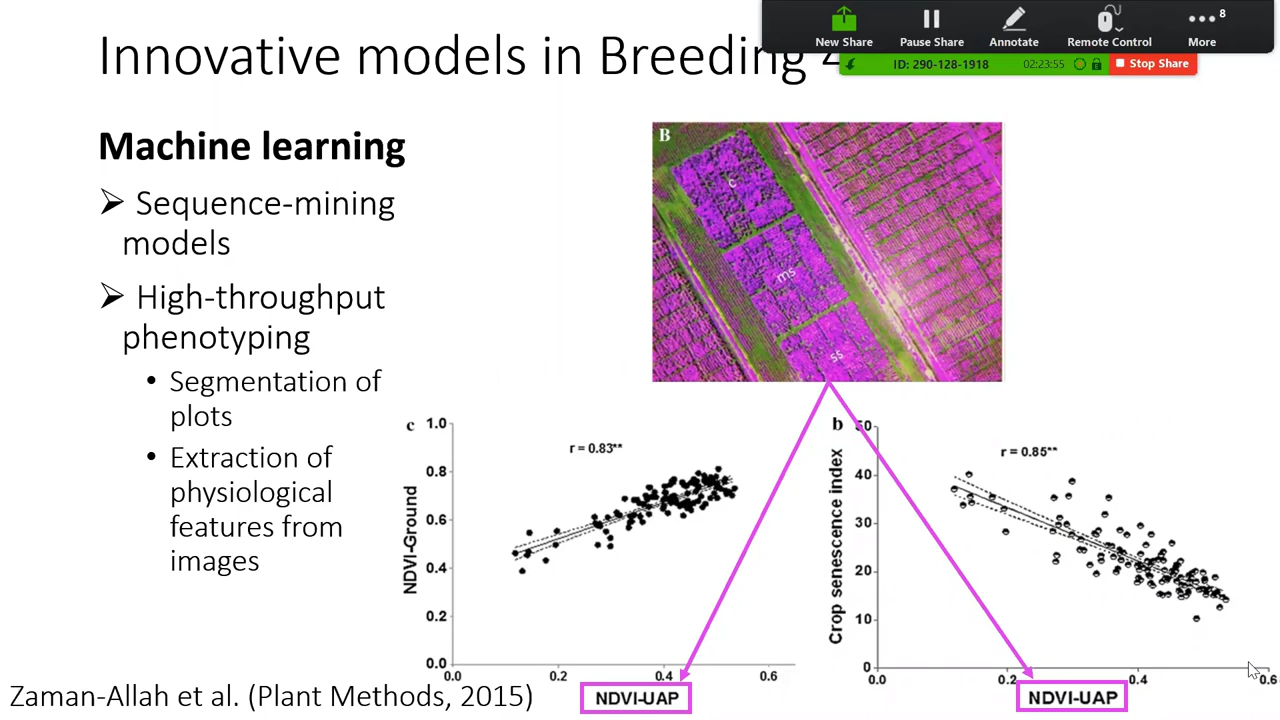 New Share
Pause Share
Annotate
Remote Control
More
8
ID: 290-128-1918
02:23:55
Stop Share
Innovative models in Breeding
Machine learning
➢ Sequence-mining
models
➢ High-throughput
phenotyping
• Segmentation of
plots
• Extraction of
physiological
features from
images
B
c
ms
ss
c
r = 0.83**
NDVI-Ground
1.0
0.8
0.6
0.4
0.2
0.0
0.0 0.2 0.4 0.6
NDVI-UAP
b
r = 0.85**
Crop senescence index
50
40
30
20
10
0
0.0 0.2 0.4 0.6
NDVI-UAP
Zaman-Allah et al. (Plant Methods, 2015)